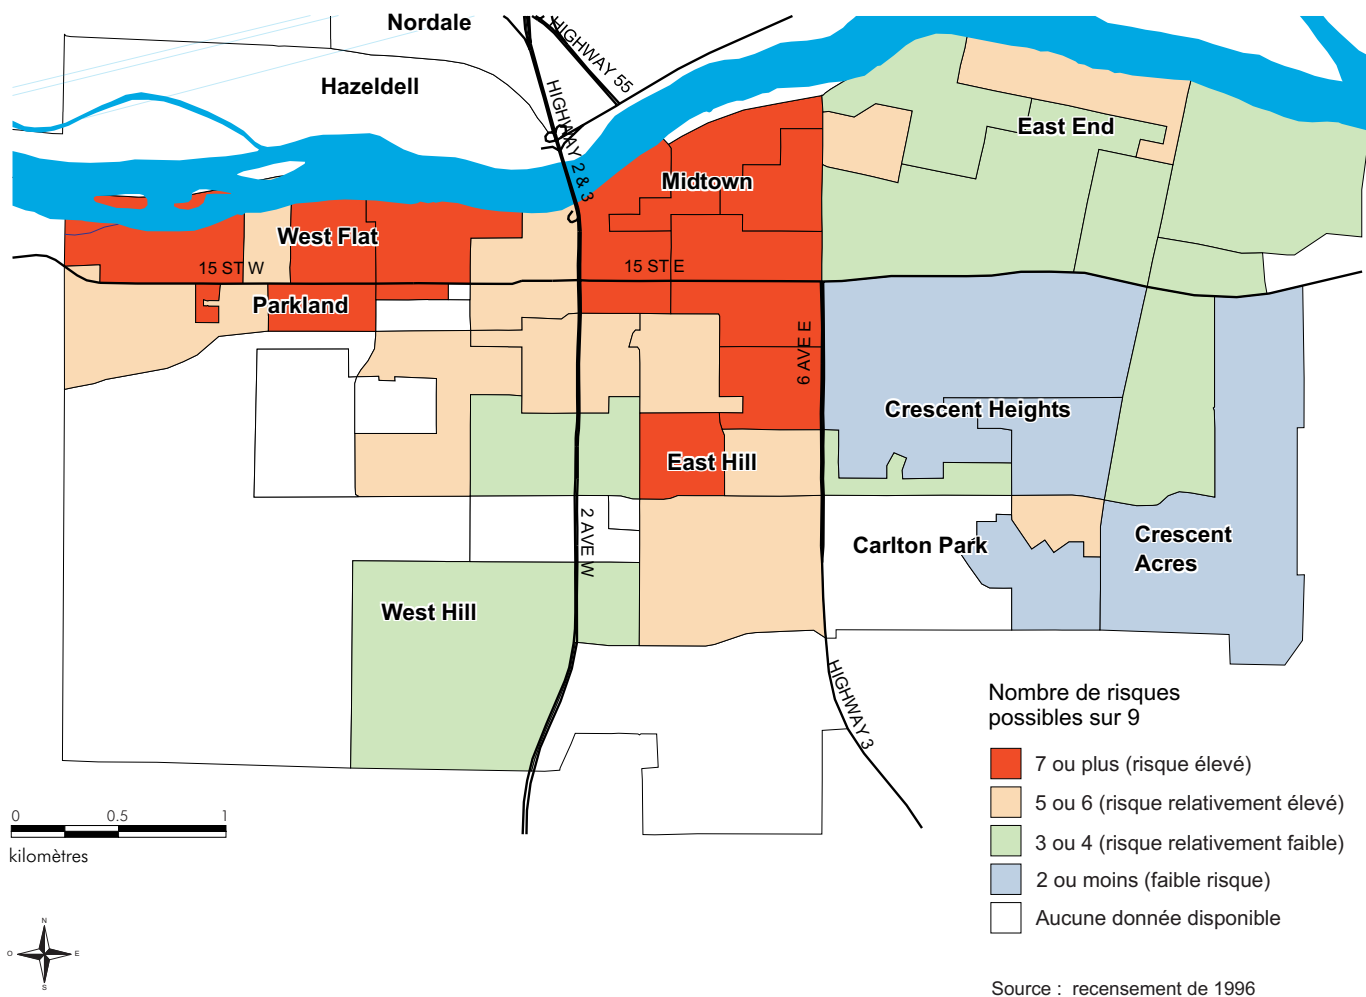 Nordale
HIGHWAY 55
Hazeldell
HIGHWAY 2 & 3
East End
Midtown
West Flat
15 ST W
15 ST E
Parkland
6 AVE E
Crescent Heights
East Hill
2 AVE W
Carlton Park
Crescent
Acres
West Hill
HIGHWAY 3
Nombre de risques
possibles sur 9
7 ou plus (risque élevé)
5 ou 6 (risque relativement élevé)
3 ou 4 (risque relativement faible)
2 ou moins (faible risque)
Aucune donnée disponible
0 0.5 1
kilomètres
N
O E
S
Source : recensement de 1996